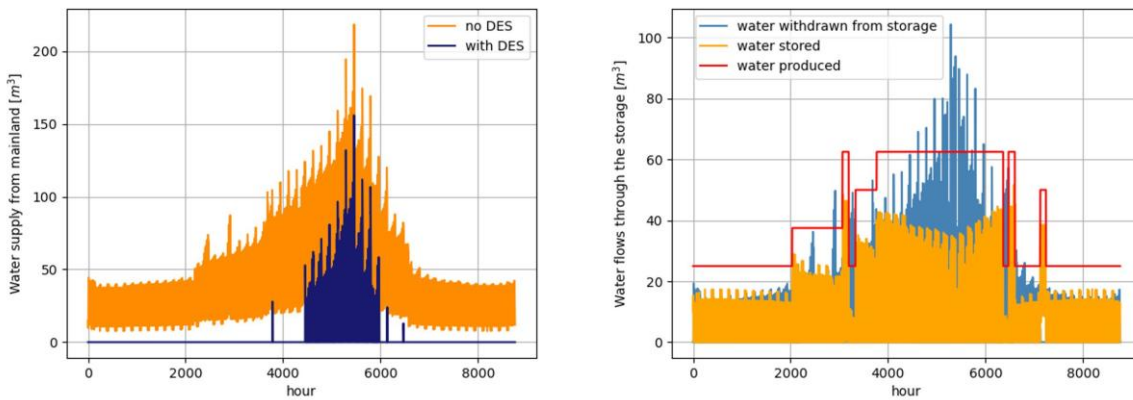 Water supply from mainland [m³]
200
150
100
50
0
no DES
with DES
0 2000 4000 6000 8000
hour
Water flows through the storage [m³]
100
80
60
40
20
0
water withdrawn from storage
water stored
water produced
0 2000 4000 6000 8000
hour